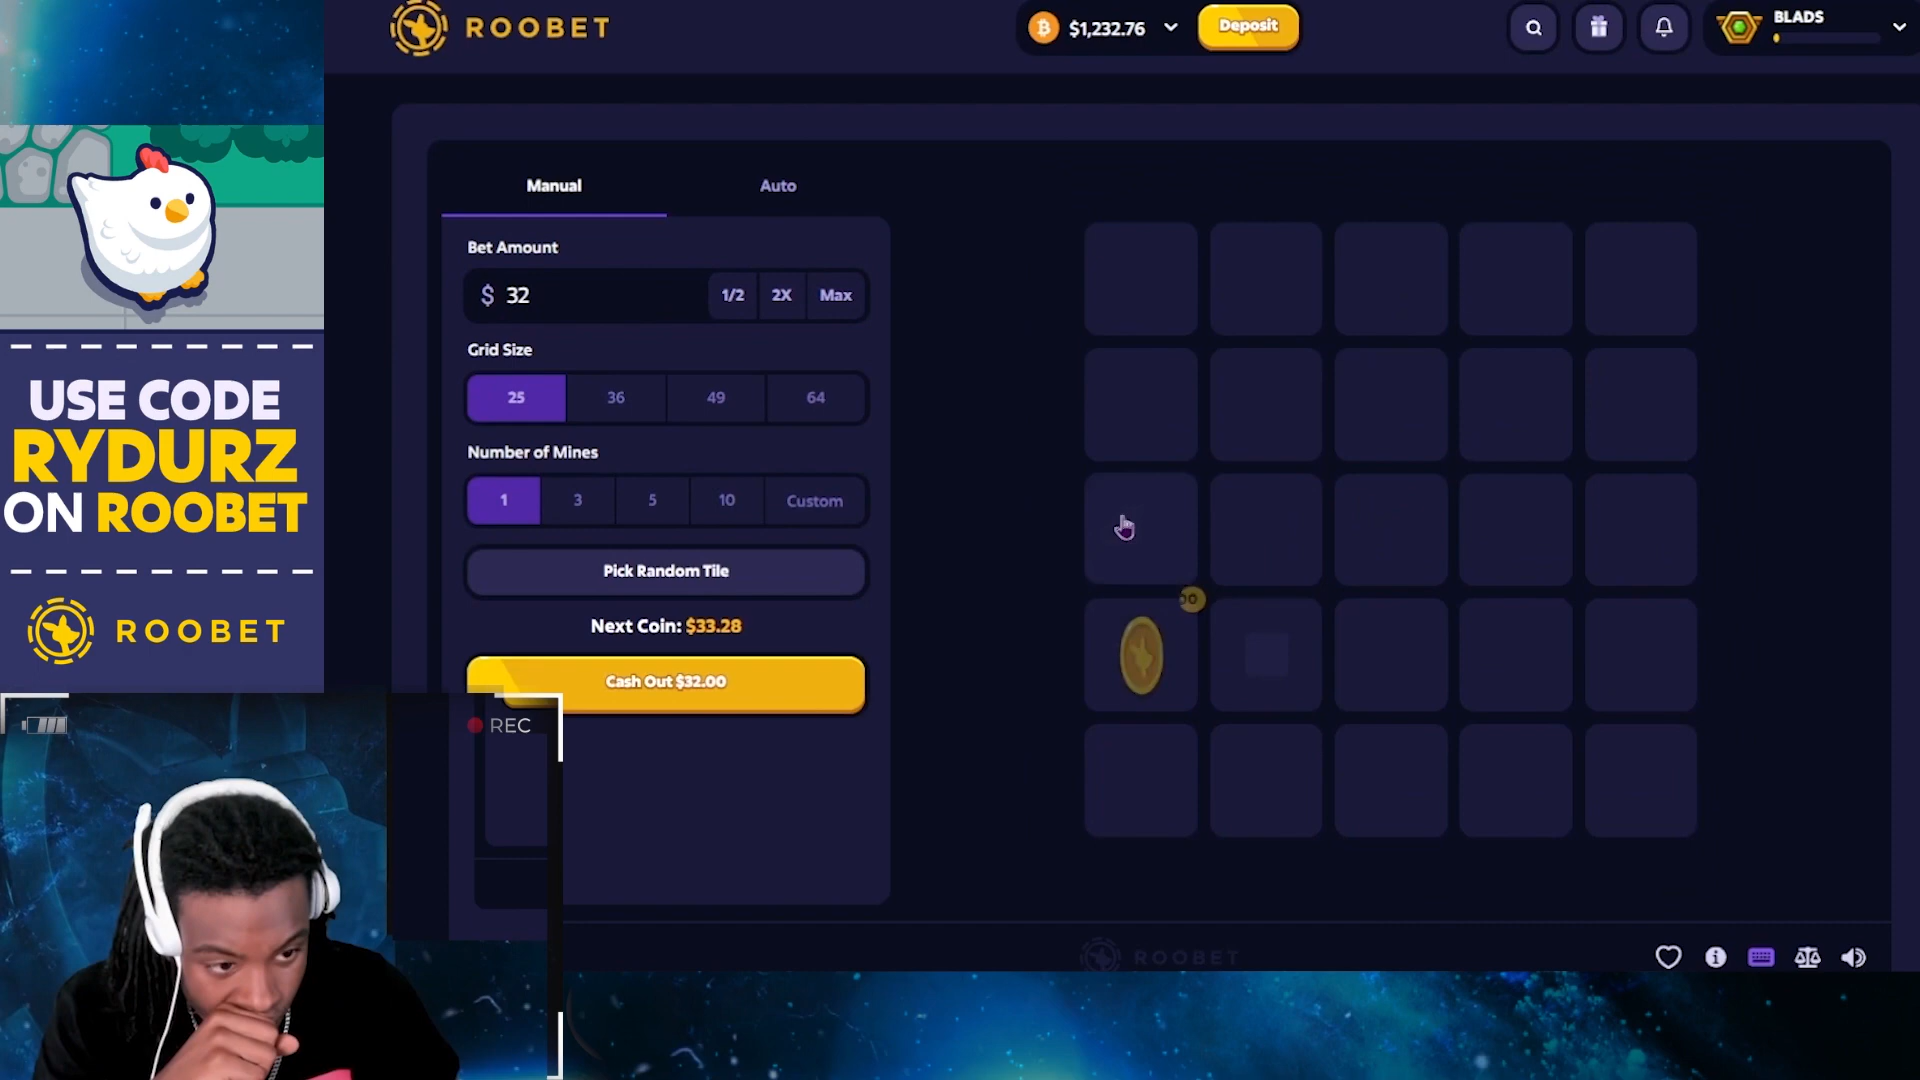 ROOBET
$1,232.76
Deposit
BLADS
Manual
Auto
Bet Amount
$ 32
1/2
2X
Max
Grid Size
25
36
49
64
Number of Mines
1
3
5
10
Custom
Pick Random Tile
Next Coin: $33.28
Cash Out $32.00
USE CODE
RYDURZ
ON ROOBET
ROOBET
REC
ROOBET